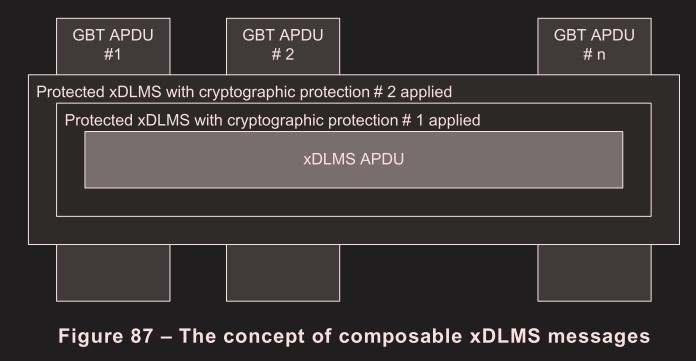 GBT APDU
#1
GBT APDU
# 2
GBT APDU
# n
Protected xDLMS with cryptographic protection # 2 applied
Protected xDLMS with cryptographic protection # 1 applied
xDLMS APDU
Figure 87 – The concept of composable xDLMS messages